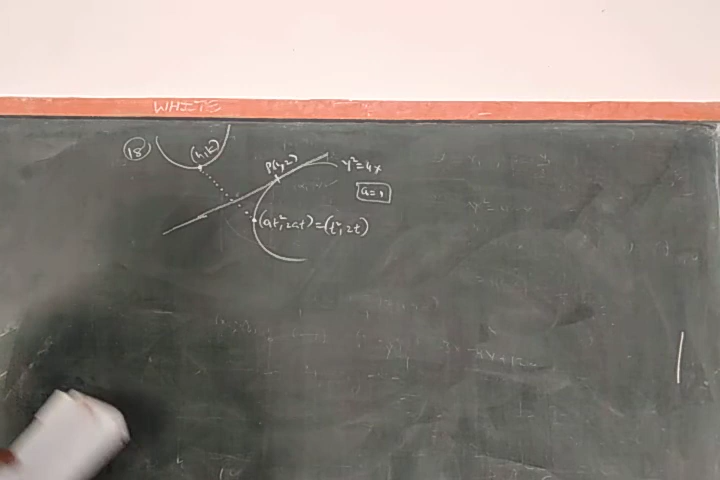 WHITE
(18)
(h,k)
P(1,2)
y²=4x
a=1
(at²,2at)=(t²,2t)